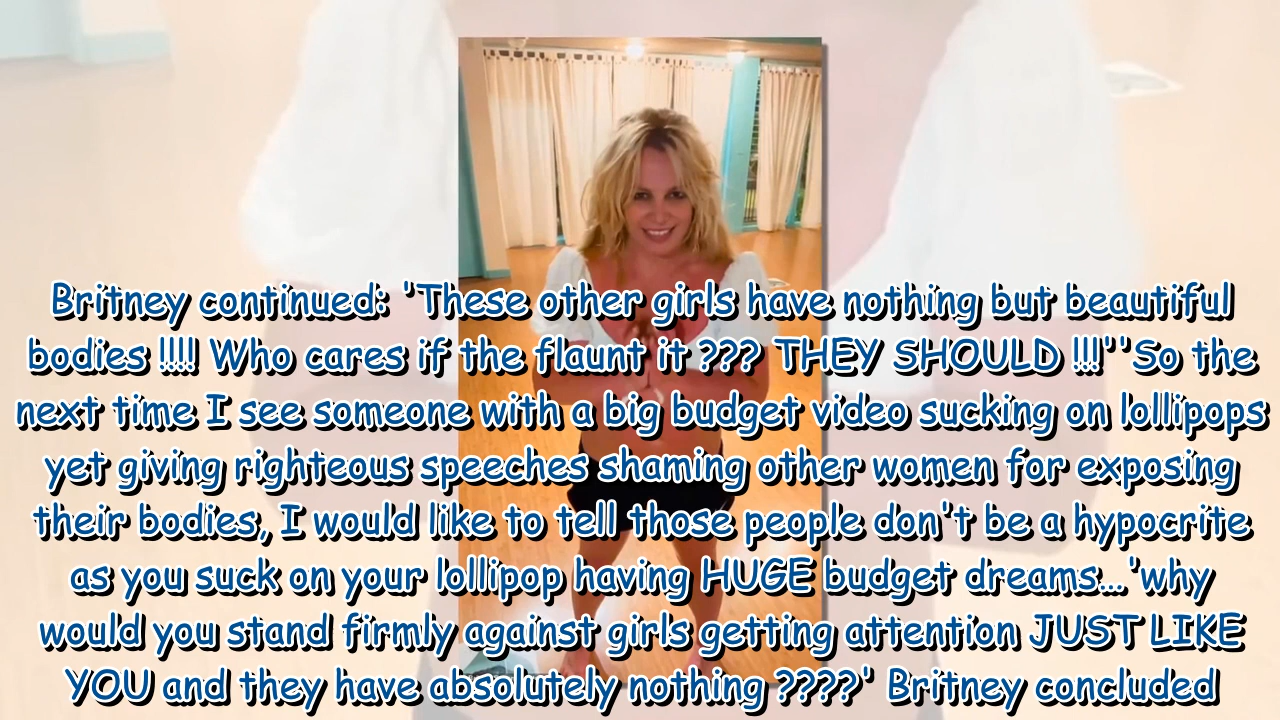 Britney continued: 'These other girls have nothing but beautiful
bodies !!!! Who cares if the flaunt it ??? THEY SHOULD !!!''So the
next time I see someone with a big budget video sucking on lollipops
yet giving righteous speeches shaming other women for exposing
their bodies, I would like to tell those people don't be a hypocrite
as you suck on your lollipop having HUGE budget dreams...'why
would you stand firmly against girls getting attention JUST LIKE
YOU and they have absolutely nothing ????' Britney concluded